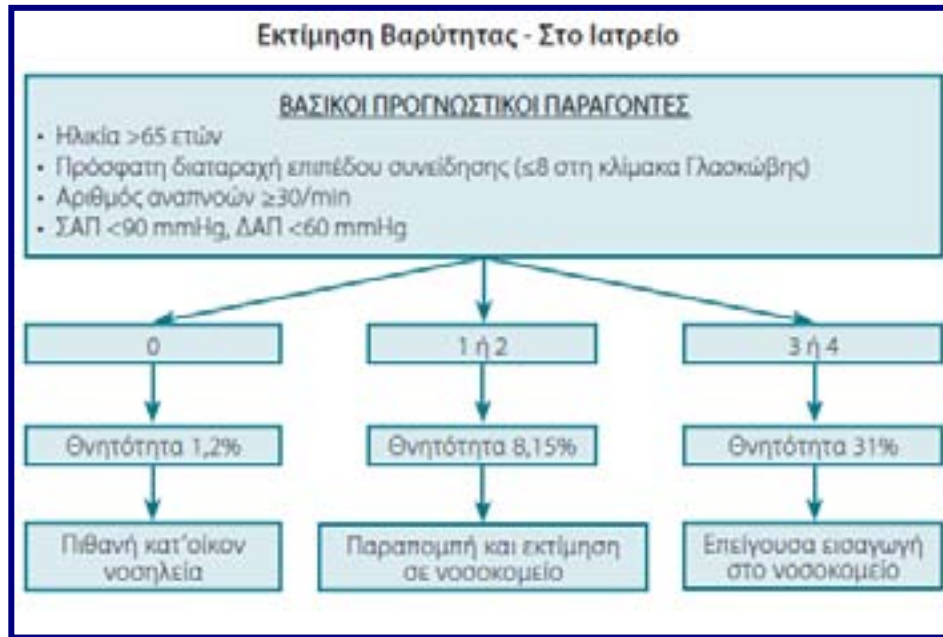 Εκτίμηση Βαρύτητας - Στο Ιατρείο
ΒΑΣΙΚΟΙ ΠΡΟΓΝΩΣΤΙΚΟΙ ΠΑΡΑΓΟΝΤΕΣ
• Ηλικία >65 ετών
• Πρόσφατη διαταραχή επιπέδου συνείδησης (≤8 στη κλίμακα Γλασκώβης)
• Αριθμός αναπνοών ≥30/min
• ΣΑΠ <90 mmHg, ΔΑΠ <60 mmHg
0
1 ή 2
3 ή 4
Θνητότητα 1,2%
Θνητότητα 8,15%
Θνητότητα 31%
Πιθανή κατ'οίκον
νοσηλεία
Παραπομπή και εκτίμηση
σε νοσοκομείο
Επείγουσα εισαγωγή
στο νοσοκομείο